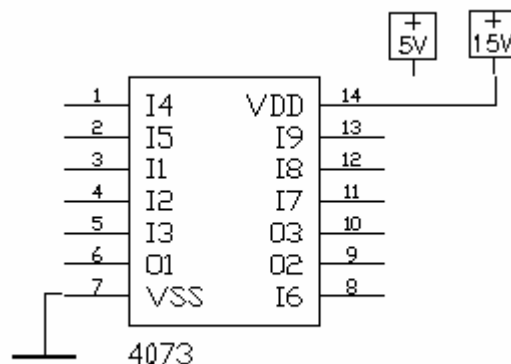 + +
5V 15V
1 I4 VDD 14
2 I5 I9 13
3 I1 I8 12
4 I2 I7 11
5 I3 O3 10
6 O1 O2 9
7 VSS I6 8
4073